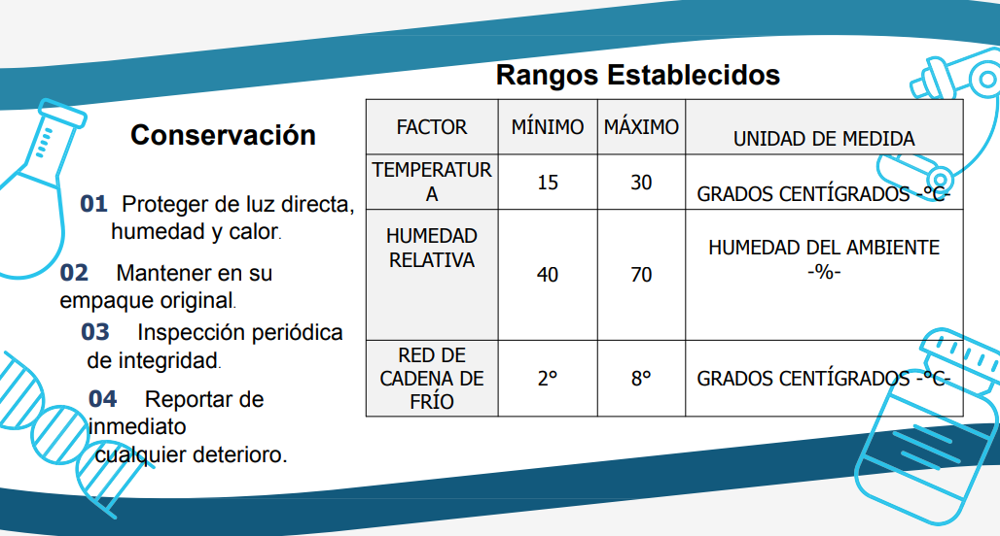 Rangos Establecidos
Conservación
01 Proteger de luz directa,
humedad y calor.
02 Mantener en su
empaque original.
03 Inspección periódica
de integridad.
04 Reportar de
inmediato
cualquier deterioro.
FACTOR MÍNIMO MÁXIMO UNIDAD DE MEDIDA
TEMPERATUR
A 15 30 GRADOS CENTÍGRADOS -°C-
HUMEDAD
RELATIVA 40 70 HUMEDAD DEL AMBIENTE
-%-
RED DE
CADENA DE
FRÍO 2° 8° GRADOS CENTÍGRADOS -°C-